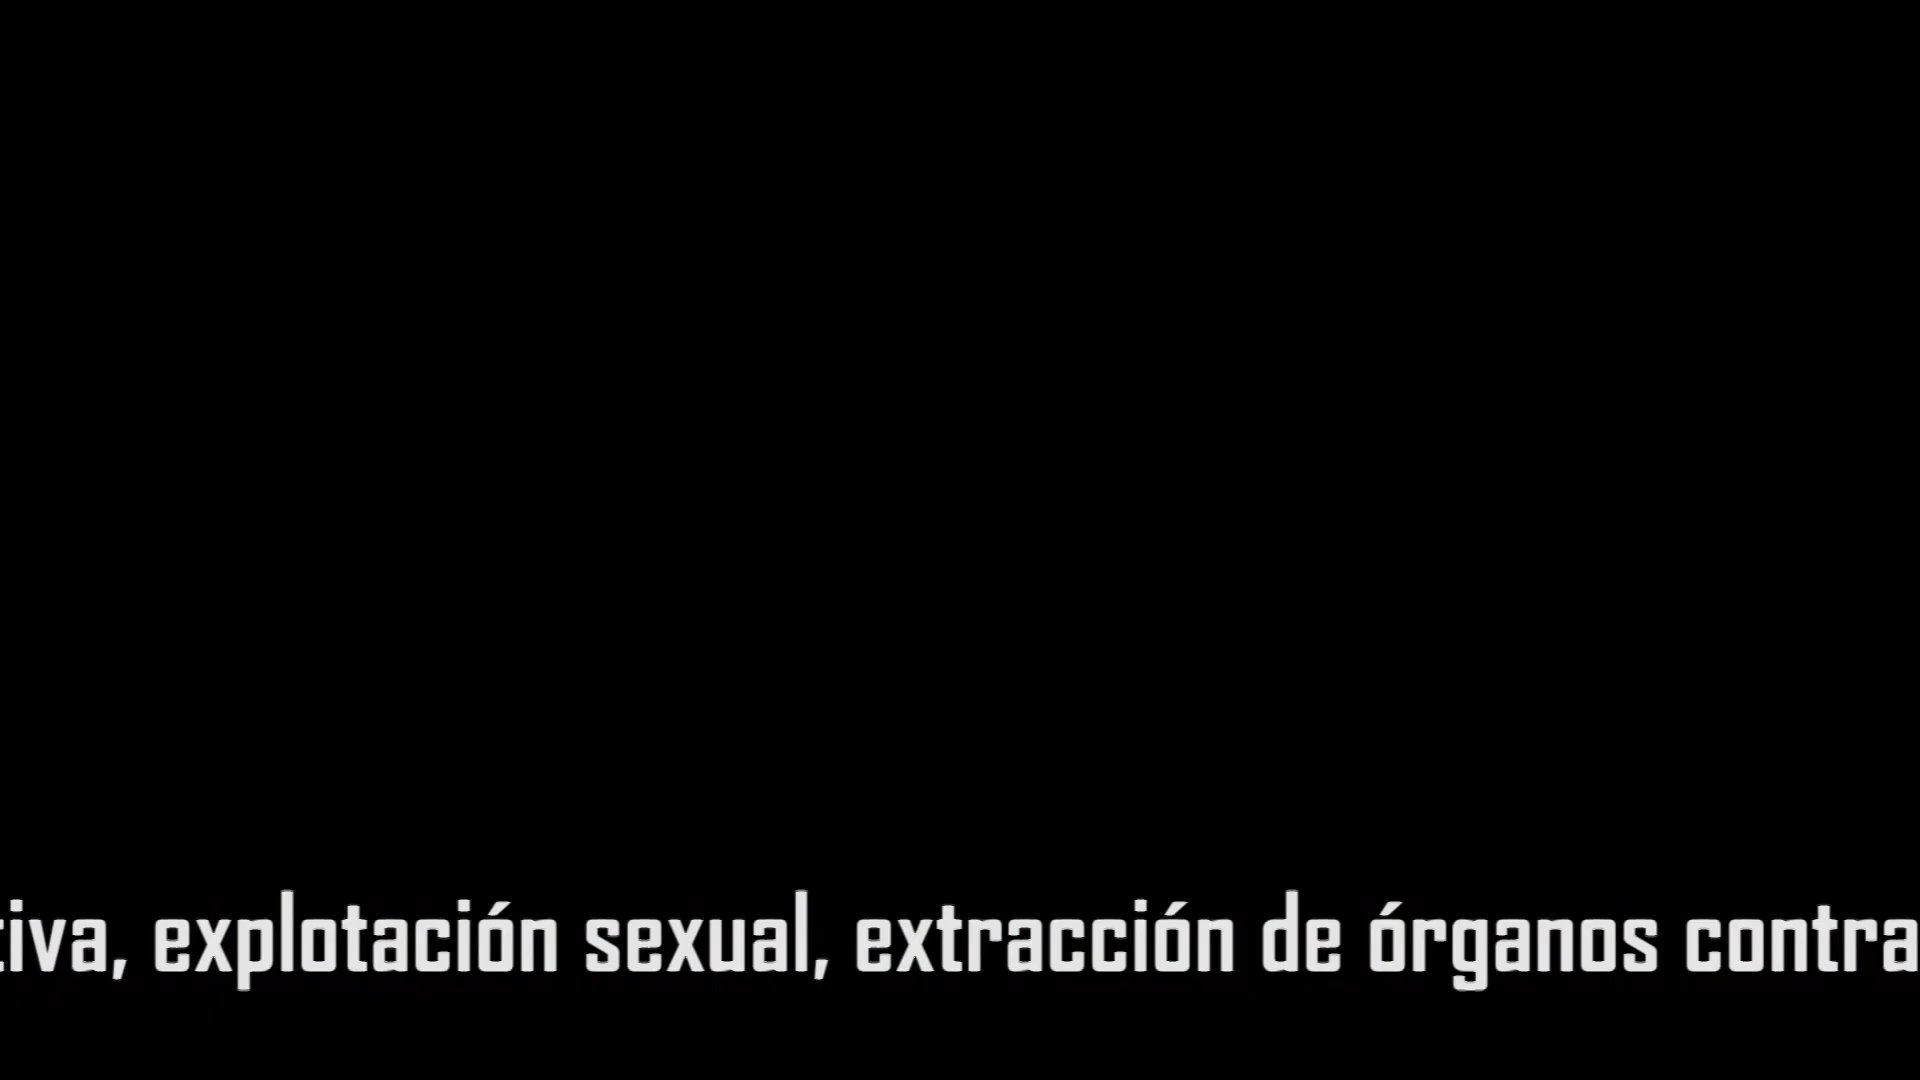 tiva, explotación sexual, extracción de órganos contra